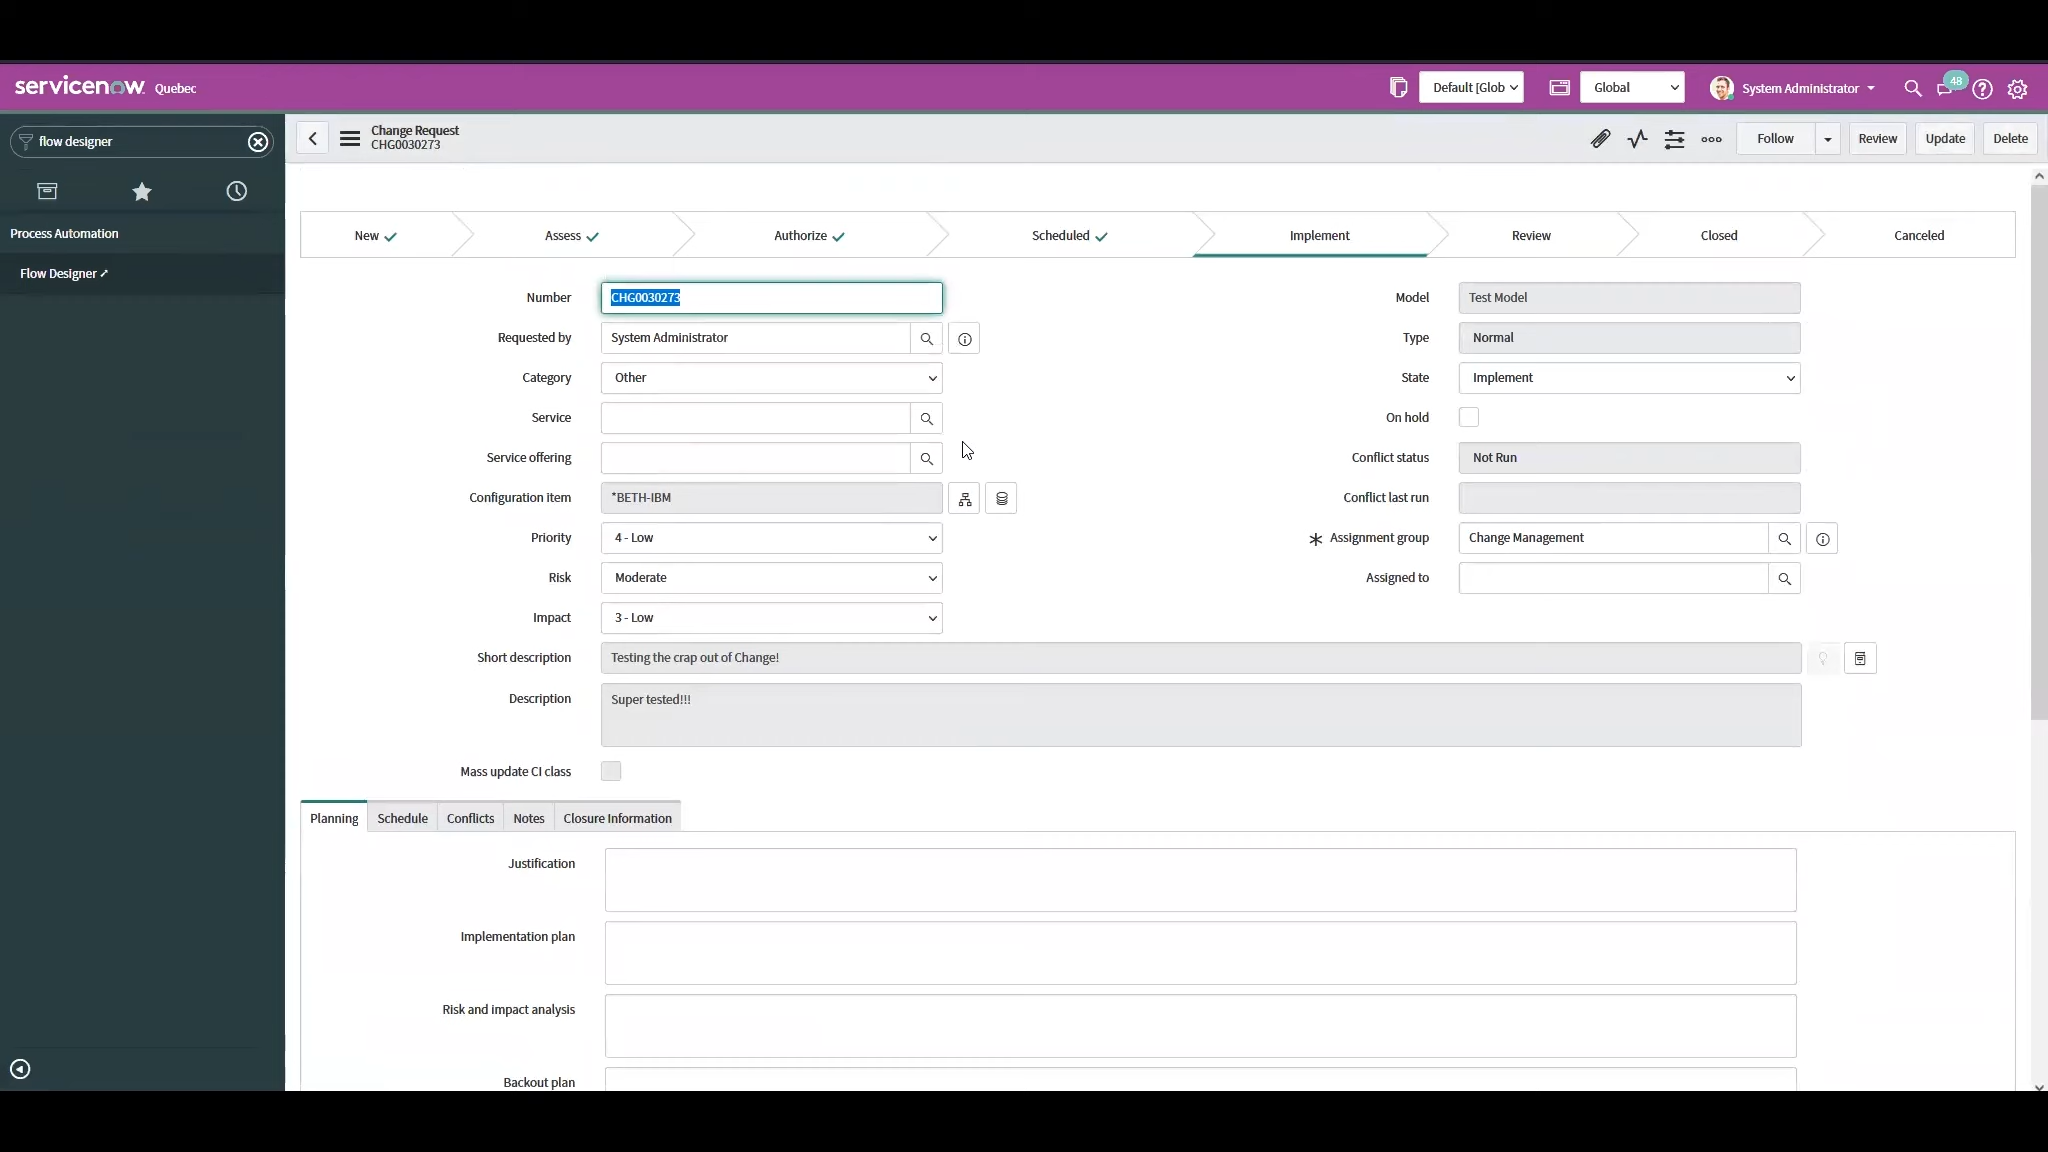 servicenow. Quebec
Default [Glob
Global
System Administrator
48
flow designer
Process Automation
Flow Designer
Change Request
CHG0030273
Follow
Review
Update
Delete
New
Assess
Authorize
Scheduled
Implement
Review
Closed
Canceled
Number CHG0030273
Model Test Model
Requested by System Administrator
Type Normal
Category Other
State Implement
Service
On hold
Service offering
Conflict status Not Run
Configuration item *BETH-IBM
Conflict last run
Priority 4 - Low
Assignment group Change Management
Risk Moderate
Assigned to
Impact 3 - Low
Short description Testing the crap out of Change!
Description Super tested!!!
Mass update CI class
Planning
Schedule
Conflicts
Notes
Closure Information
Justification
Implementation plan
Risk and impact analysis
Backout plan